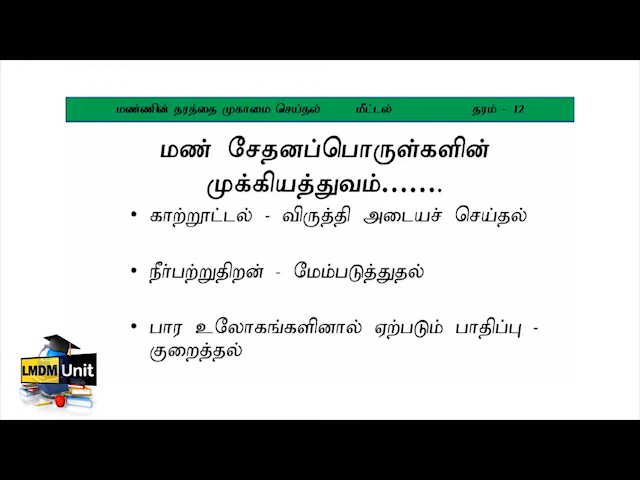 மண்ணின் தரத்தை முகாமை செய்தல் மீட்டல் தரம் - 12
மண் சேதனப்பொருள்களின்
முக்கியத்துவம்…….
• காற்றூட்டல் - விருத்தி அடையச் செய்தல்
• நீர்பற்றுதிறன் - மேம்படுத்துதல்
• பார உலோகங்களினால் ஏற்படும் பாதிப்பு -
குறைத்தல்
LMDM Unit